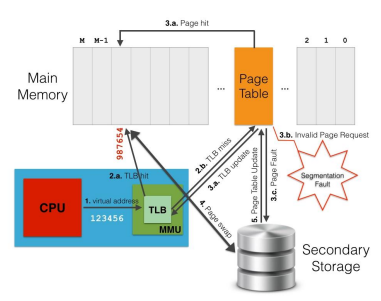 3.a. Page hit
M M-1
2 1 0
Main
Memory
...
Page
Table
...
987654
3.b. Invalid Page Request
Segmentation
Fault
2.a. TLB hit
2.b. TLB miss
3.a. TLB update
5. Page Table Update
3.c. Page Fault
CPU
1. virtual address
123456
TLB
MMU
4. Page swap
Secondary
Storage